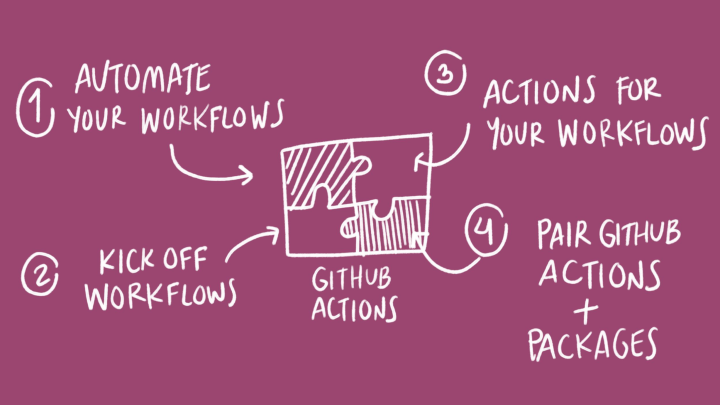 1 AUTOMATE
YOUR WORKFLOWS
2 KICK OFF
WORKFLOWS
GITHUB
ACTIONS
3 ACTIONS FOR
YOUR WORKFLOWS
4 PAIR GITHUB
ACTIONS
+
PACKAGES